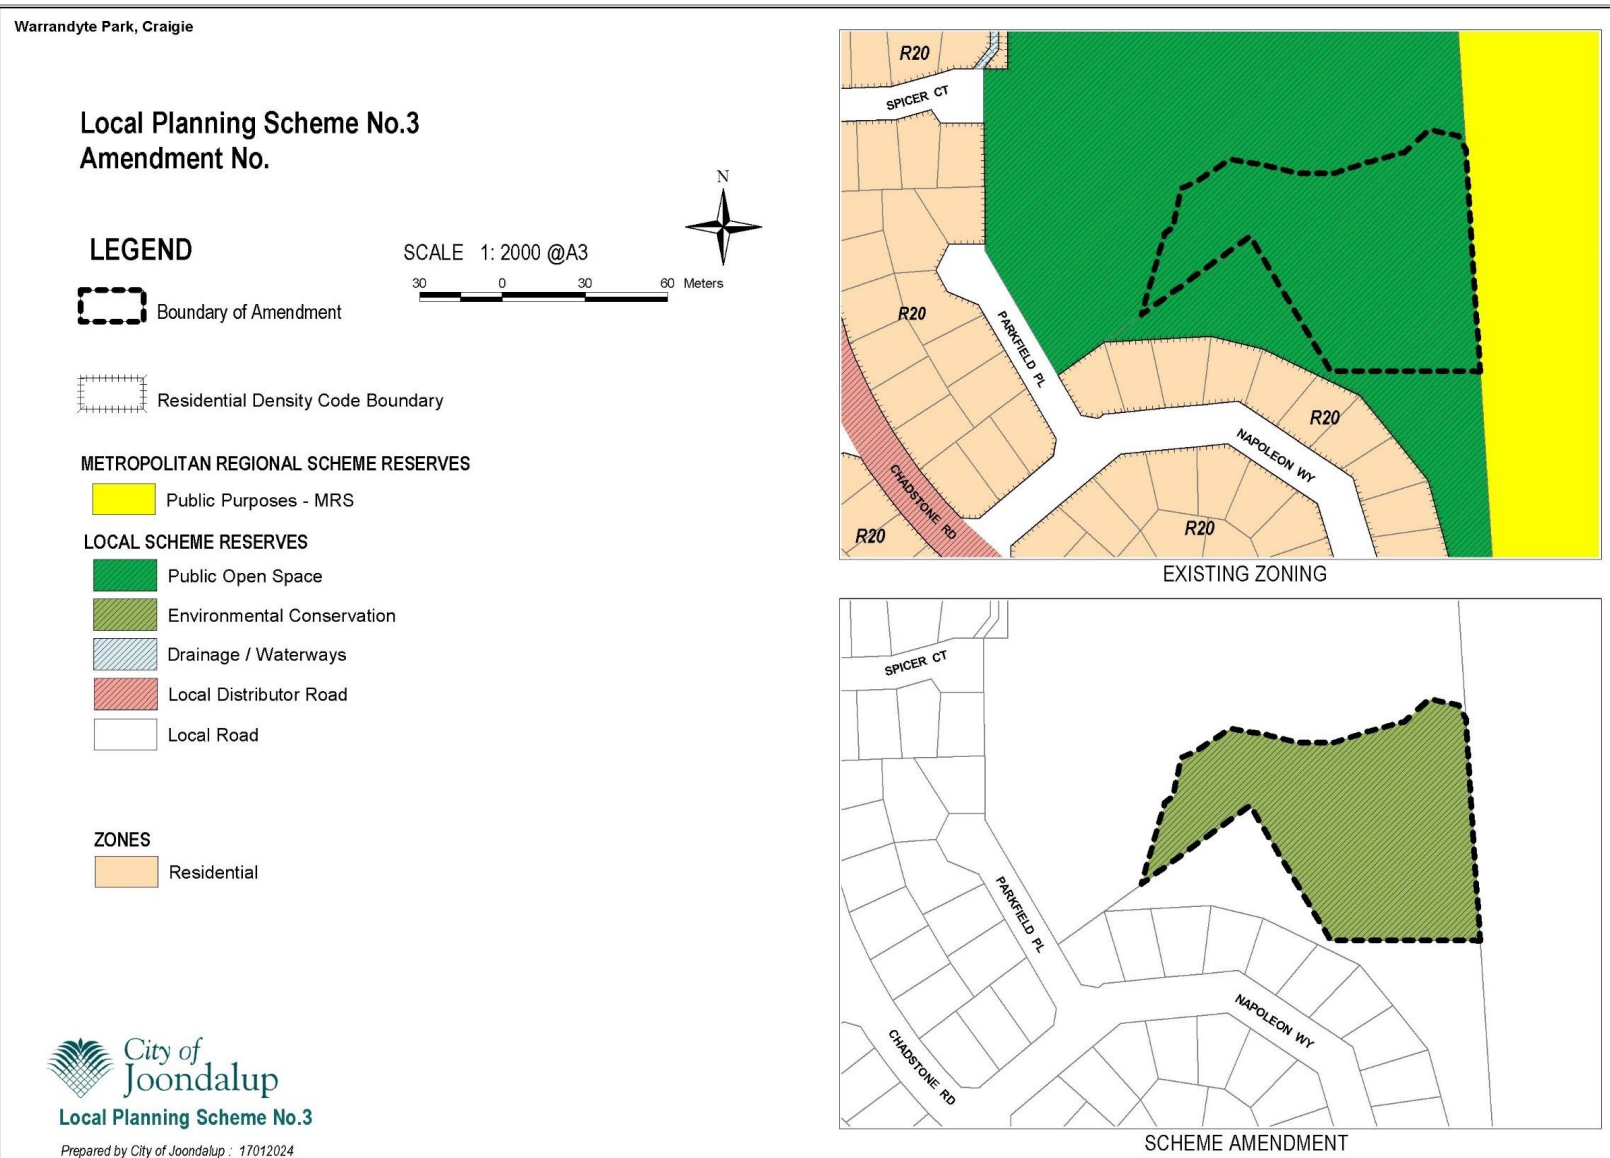 Warrandyte Park, Craigie
Local Planning Scheme No.3
Amendment No.
N
LEGEND
SCALE 1: 2000 @A3
30 0 30 60 Meters
Boundary of Amendment
Residential Density Code Boundary
METROPOLITAN REGIONAL SCHEME RESERVES
Public Purposes - MRS
LOCAL SCHEME RESERVES
Public Open Space
Environmental Conservation
Drainage / Waterways
Local Distributor Road
Local Road
ZONES
Residential
City of
Joondalup
Local Planning Scheme No.3
Prepared by City of Joondalup : 17012024
R20
SPICER CT
R20
PARKFIELD PL
R20
NAPOLEON WY
CHADSTONE RD
R20
R20
EXISTING ZONING
SPICER CT
PARKFIELD PL
NAPOLEON WY
CHADSTONE RD
SCHEME AMENDMENT